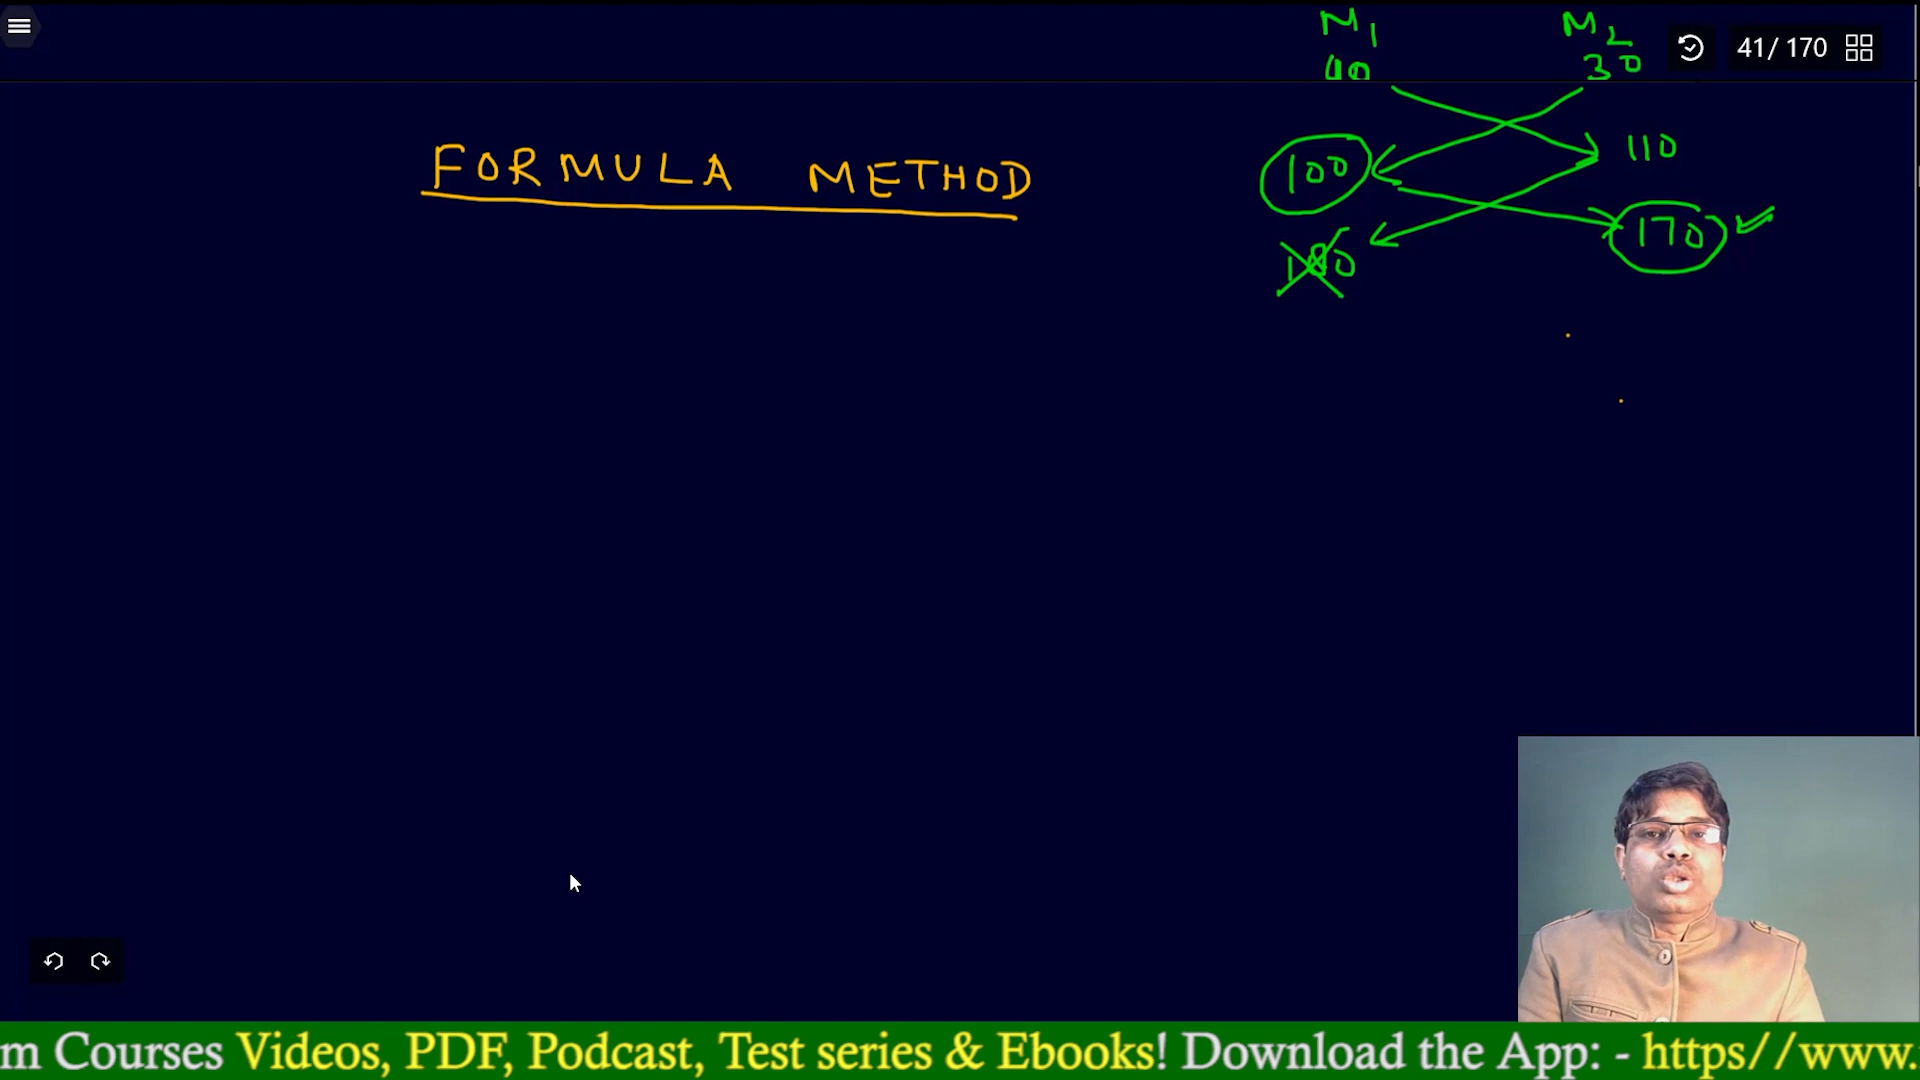 M1 M2
40 30
41/ 170
110
100
FORMULA METHOD
170
180
m Courses Videos, PDF, Podcast, Test series & Ebooks! Download the App: - https//www.